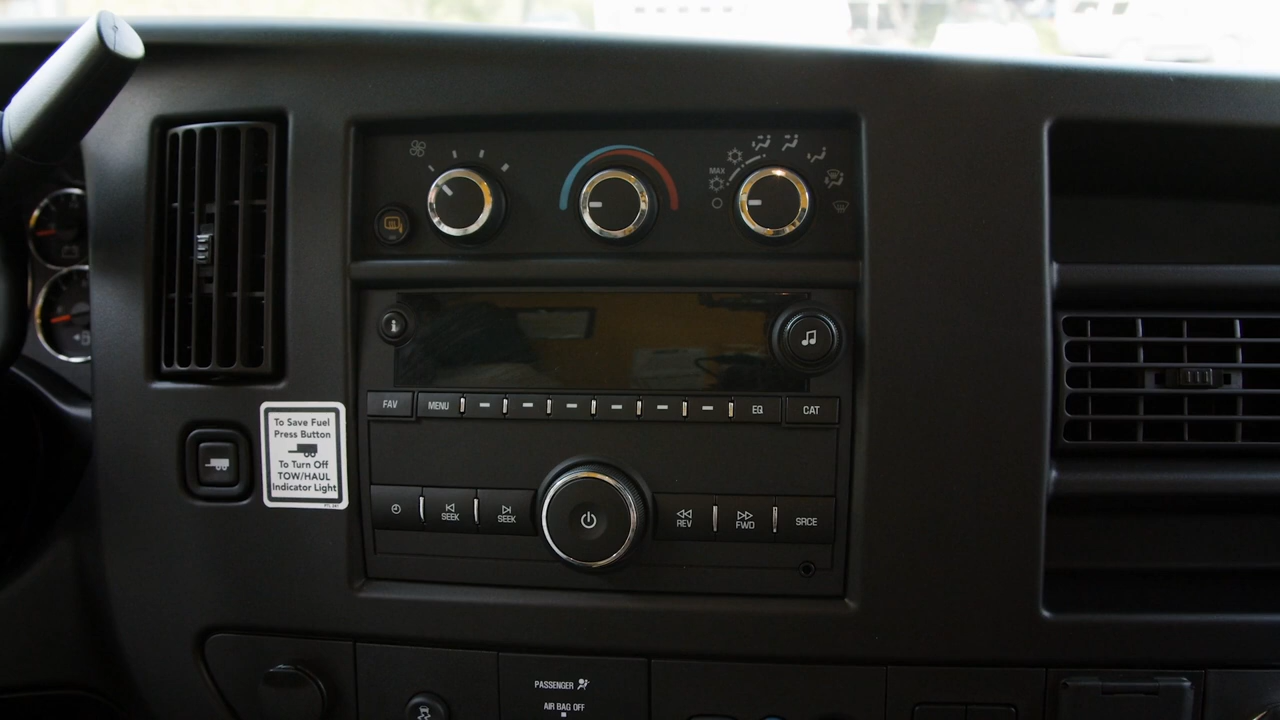 MAX
FAV
MENU
EQ
CAT
To Save Fuel
Press Button
To Turn Off
TOW/HAUL
Indicator Light
SEEK
SEEK
REV
FWD
SRCE
PASSENGER
AIR BAG OFF